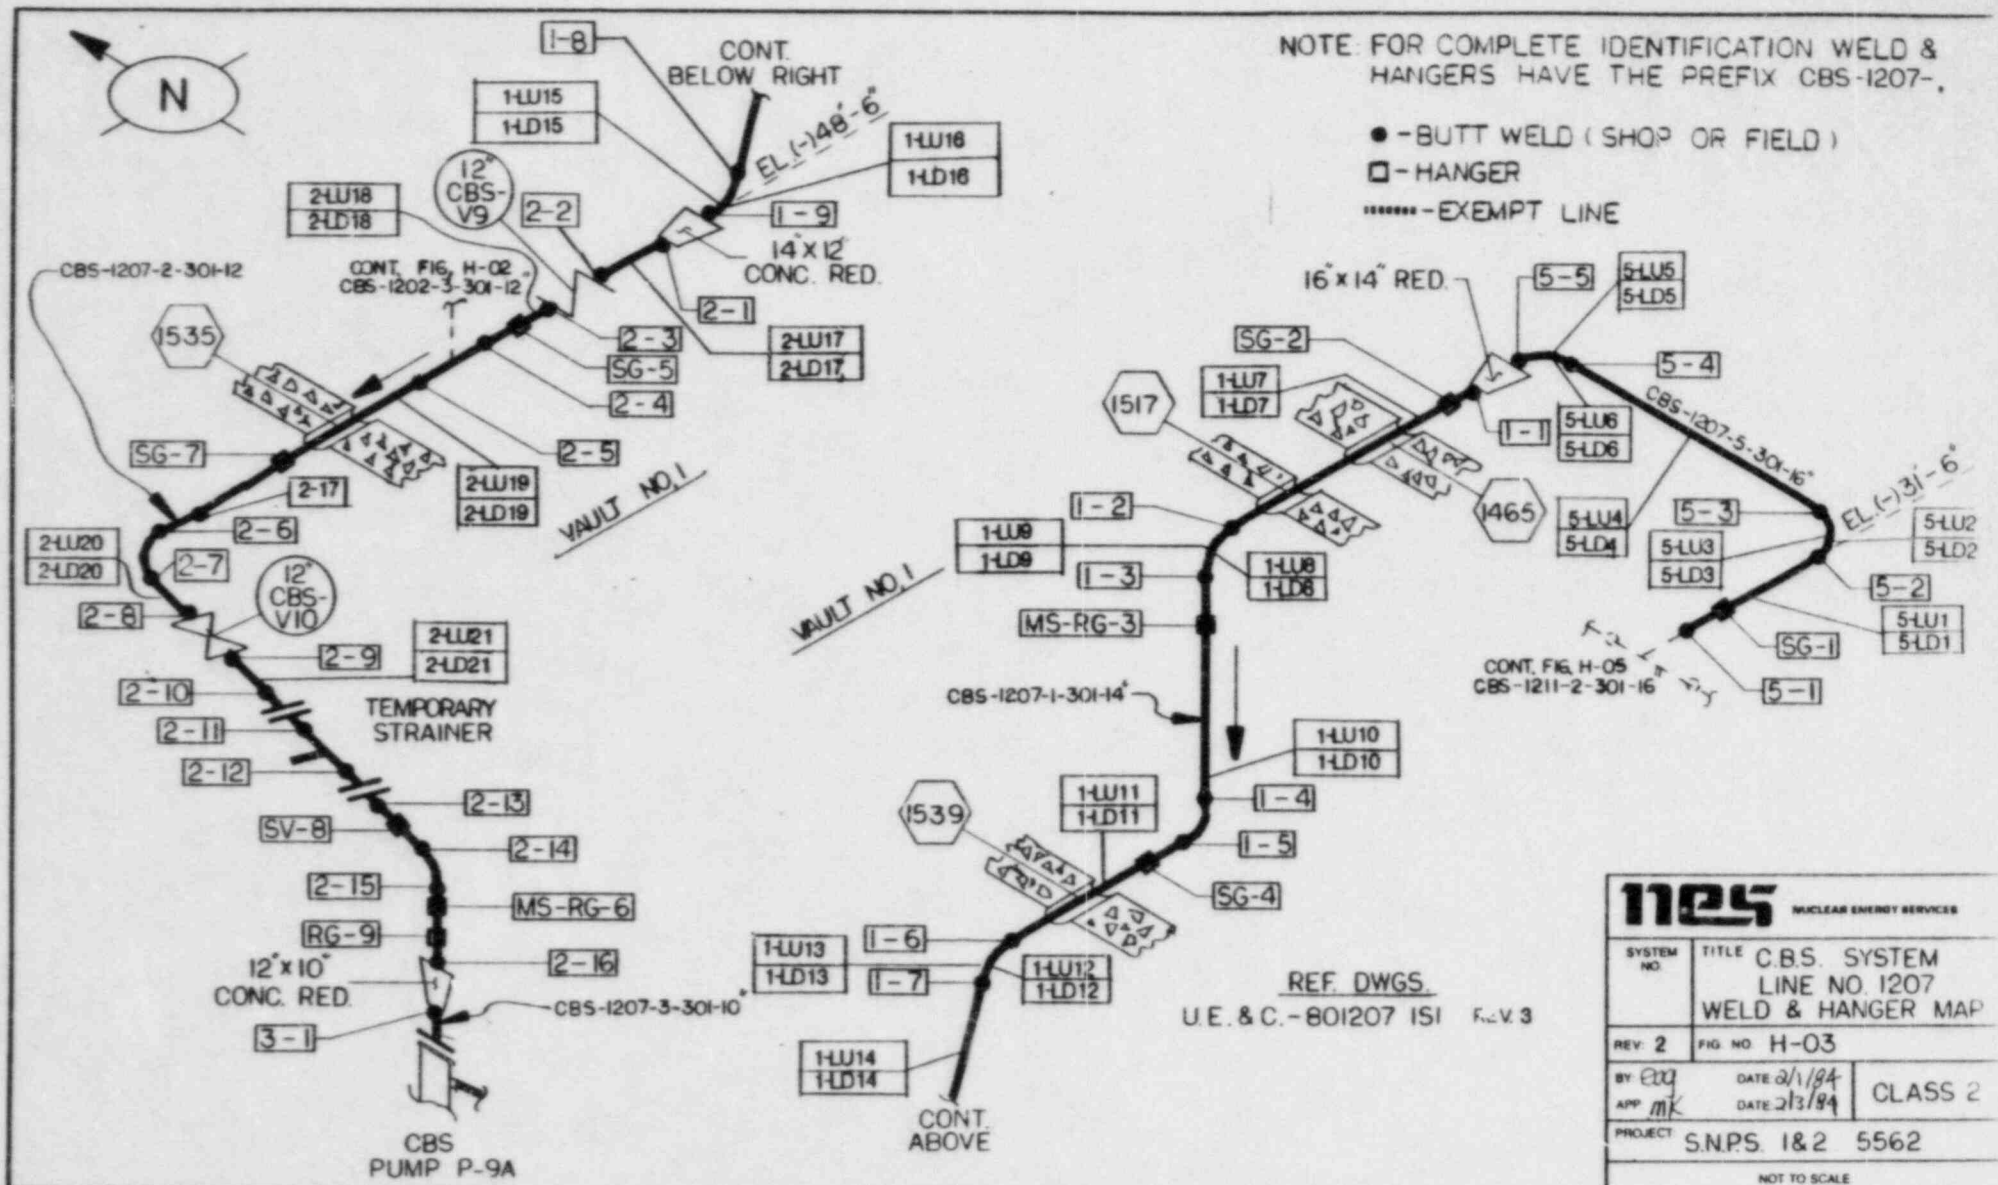 NOTE: FOR COMPLETE IDENTIFICATION WELD &
HANGERS HAVE THE PREFIX CBS-1207-.
● -BUTT WELD (SHOP OR FIELD)
□-HANGER
-EXEMPT LINE
N
1-8
CONT.
BELOW RIGHT
1-LU15
1-LD15
EL.(-)48'-6"
1-LU16
1-LD16
12"
CBS-
V9
2-LU18
2-LD18
2-2
1-9
14"X12"
CONC. RED.
CBS-1207-2-301-12
CONT. FIG. H-02
CBS-1202-3-301-12"
2-1
1535
2-3
2-LU17
2-LD17
SG-5
2-4
SG-7
2-5
2-17
2-LU19
2-LD19
VAULT NO.1
2-6
2-LU20
2-LD20
2-7
12"
CBS-
V10
2-8
2-LU21
2-LD21
2-9
2-10
TEMPORARY
STRAINER
2-11
2-12
2-13
SV-8
2-14
2-15
MS-RG-6
RG-9
2-16
12"X10"
CONC. RED.
CBS-1207-3-301-10"
3-1
CBS
PUMP P-9A
16"X14" RED.
5-5
5-LU5
5-LD5
SG-2
5-4
1-LU7
1-LD7
1517
CBS-1207-5-301-16"
1-1
5-LU6
5-LD6
1-2
1465
5-3
EL.(-)31'-6"
1-LU9
1-LD9
5-LU4
5-LD4
5-LU2
5-LD2
5-LU3
5-LD3
1-3
1-LU8
1-LD8
5-2
VAULT NO.1
MS-RG-3
5-LU1
5-LD1
SG-1
CONT. FIG. H-05
CBS-1211-2-301-16"
5-1
CBS-1207-1-301-14"
1-LU10
1-LD10
1-LU11
1-LD11
1-4
1539
1-5
SG-4
1-6
1-LU13
1-LD13
1-LU12
1-LD12
1-7
REF. DWGS.
U.E.&C.-801207 ISI REV. 3
1-LU14
1-LD14
CONT.
ABOVE
nes NUCLEAR ENERGY SERVICES
SYSTEM NO.
TITLE C.B.S. SYSTEM
LINE NO. 1207
WELD & HANGER MAP
REV: 2 FIG NO. H-03
BY DATE 2/1/84
APP. MK DATE 2/3/84
CLASS 2
PROJECT S.N.P.S. 1&2 5562
NOT TO SCALE